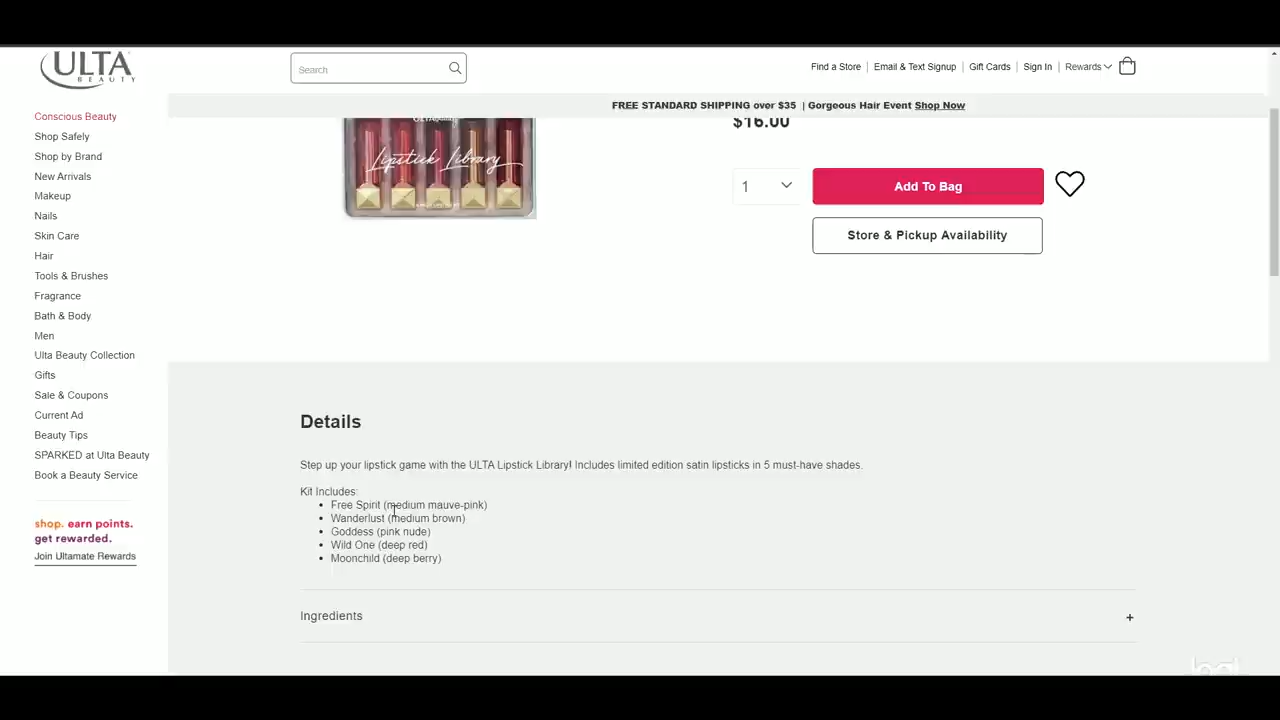 ULTA
BEAUTY
Search
Find a Store
Email & Text Signup
Gift Cards
Sign In
Rewards
FREE STANDARD SHIPPING over $35 | Gorgeous Hair Event Shop Now
Conscious Beauty
Shop Safely
Shop by Brand
New Arrivals
Makeup
Nails
Skin Care
Hair
Tools & Brushes
Fragrance
Bath & Body
Men
Ulta Beauty Collection
Gifts
Sale & Coupons
Current Ad
Beauty Tips
SPARKED at Ulta Beauty
Book a Beauty Service
shop. earn points.
get rewarded.
Join Ultamate Rewards
Lipstick Library
$16.00
1
Add To Bag
Store & Pickup Availability
Details
Step up your lipstick game with the ULTA Lipstick Library! Includes limited edition satin lipsticks in 5 must-have shades.
Kit Includes:
Free Spirit (medium mauve-pink)
Wanderlust (medium brown)
Goddess (pink nude)
Wild One (deep red)
Moonchild (deep berry)
Ingredients
+